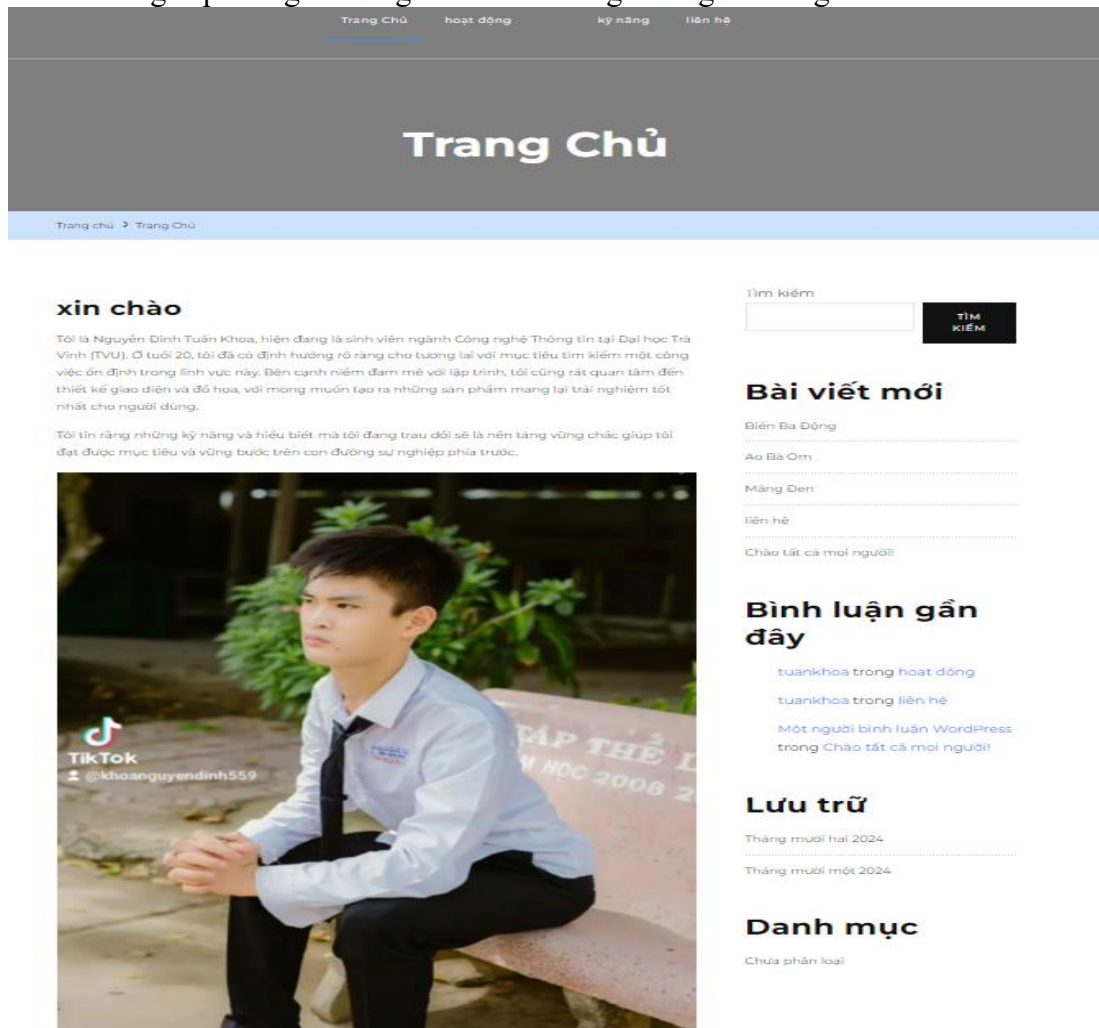 Trang Chủ hoạt động kỹ năng liên hệ
Trang Chủ
Trang chủ > Trang Chủ
xin chào
Tôi là Nguyễn Đình Tuấn Khoa, hiện đang là sinh viên ngành Công nghệ Thông tin tại Đại học Trà
Vinh (TVU). Ở tuổi 20, tôi đã có định hướng rõ ràng cho tương lai với mục tiêu tìm kiếm một công
việc ổn định trong lĩnh vực này. Bên cạnh niềm đam mê với lập trình, tôi cũng rất quan tâm đến
thiết kế giao diện và đồ họa, với mong muốn tạo ra những sản phẩm mang lại trải nghiệm tốt
nhất cho người dùng.
Tôi tin rằng những kỹ năng và hiểu biết mà tôi đang trau dồi sẽ là nền tảng vững chắc giúp tôi
đạt được mục tiêu và vững bước trên con đường sự nghiệp phía trước.
TẬP THỂ L
HỌC 2008 2
TikTok
@khoanguyendinh559
Tìm kiếm
TÌM
KIẾM
Bài viết mới
Biển Ba Động
Ao Bà Om
Măng Đen
liên hệ
Chào tất cả mọi người!
Bình luận gần
đây
tuankhoa trong hoạt động
tuankhoa trong liên hệ
Một người bình luận WordPress
trong Chào tất cả mọi người!
Lưu trữ
Tháng mười hai 2024
Tháng mười một 2024
Danh mục
Chưa phân loại